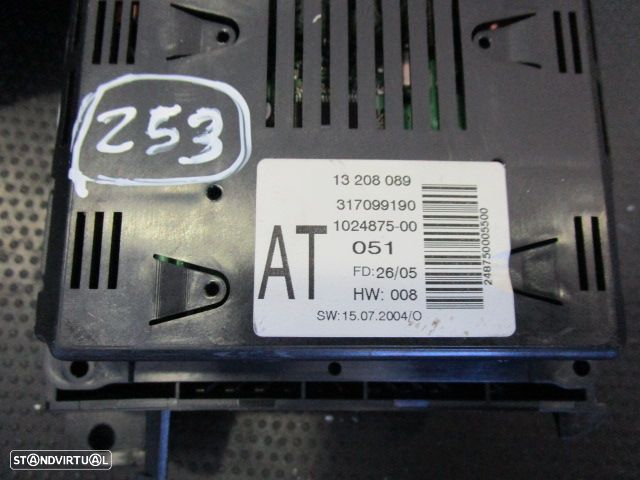 253
13 208 089
317099190
1024875-00
AT
051
FD: 26/05
HW: 008
SW: 15.07.2004/O
248750005500
STANDVIRTUAL